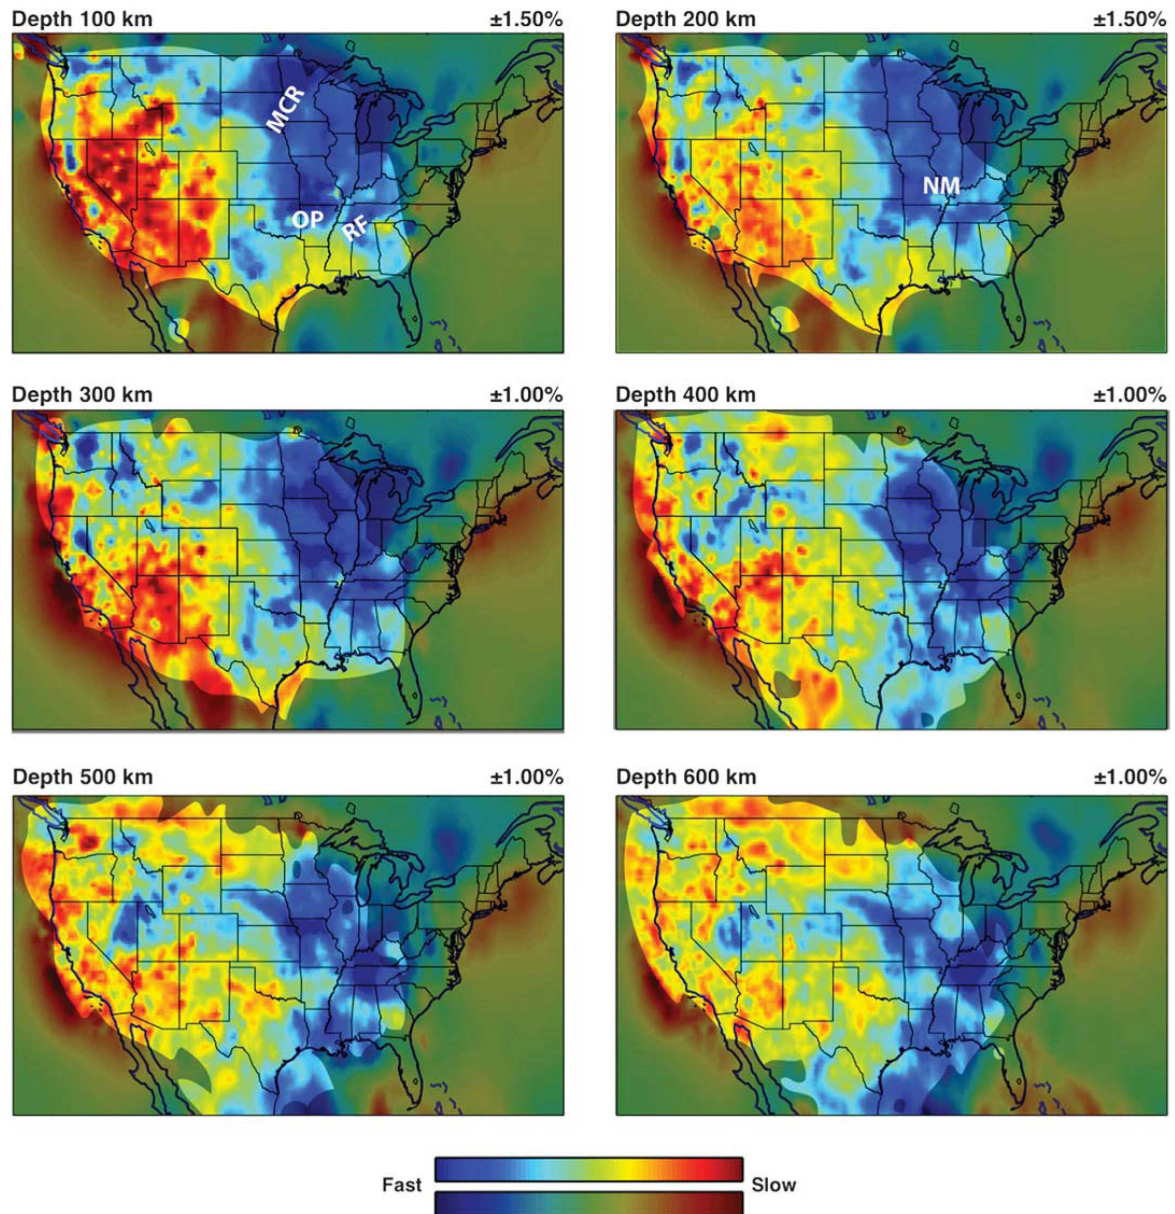 Depth 100 km ±1.50%
Depth 200 km ±1.50%
MCR
OP
RF
NM
Depth 300 km ±1.00%
Depth 400 km ±1.00%
Depth 500 km ±1.00%
Depth 600 km ±1.00%
Fast Slow